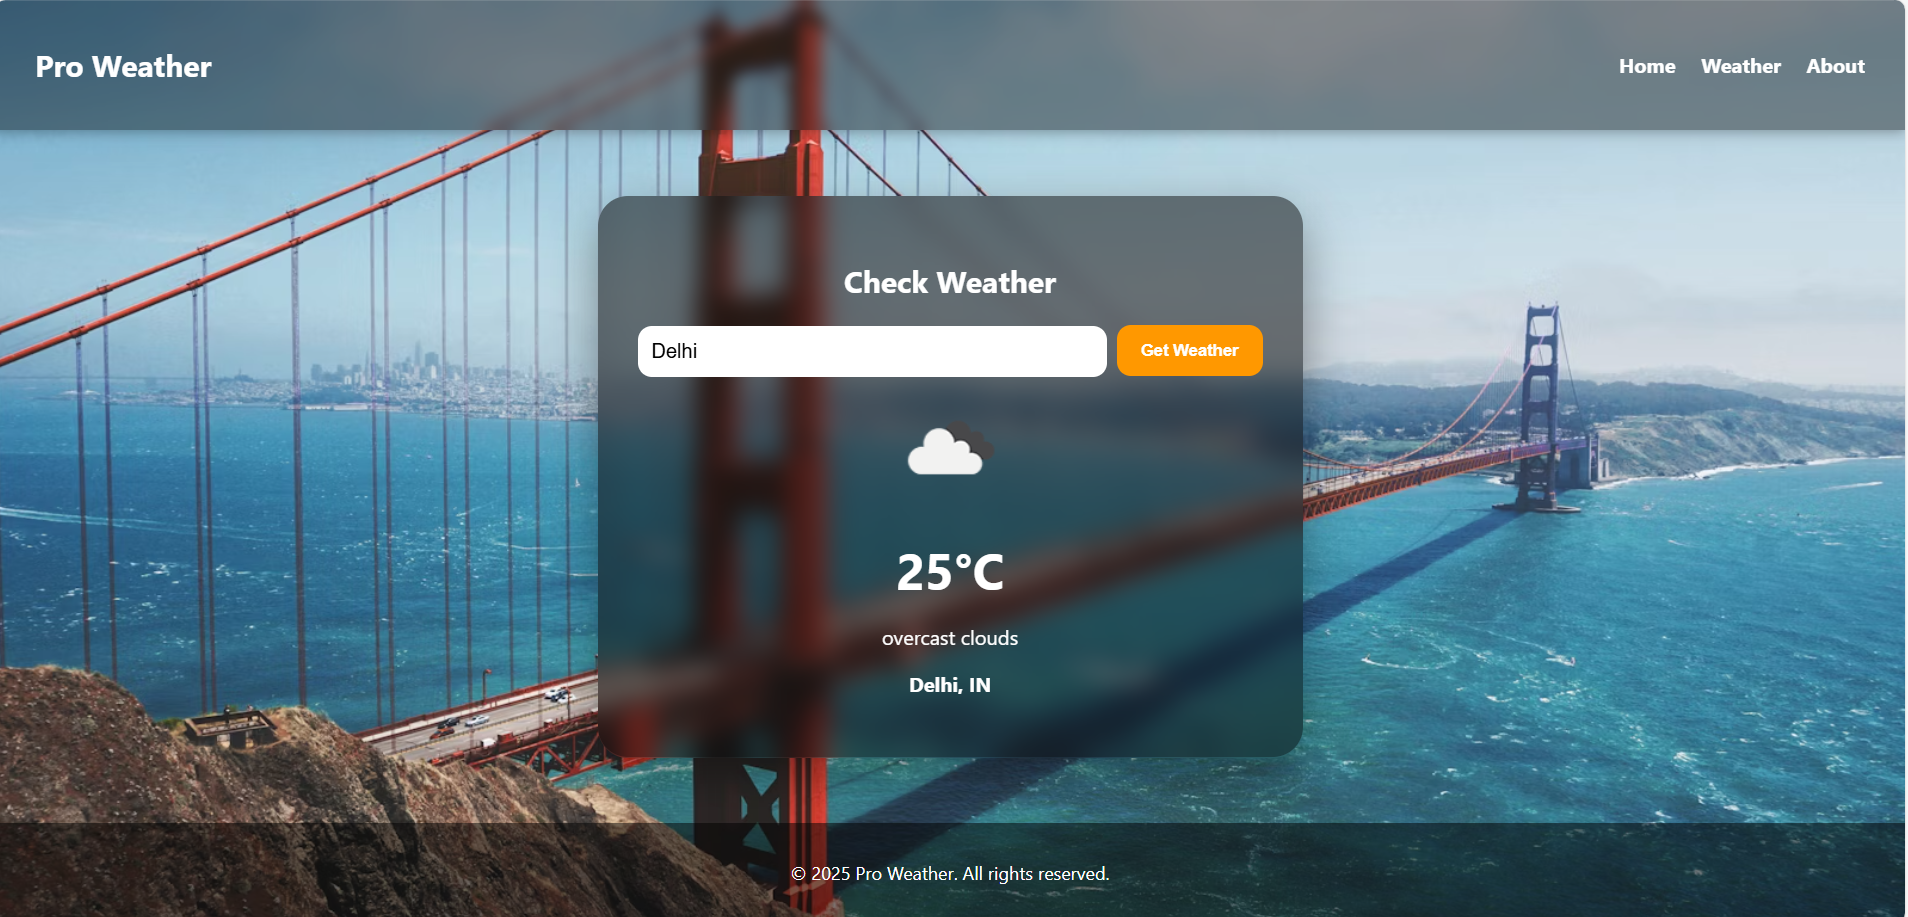 Pro Weather
Home Weather About
Check Weather
Delhi Get Weather
25°C
overcast clouds
Delhi, IN
© 2025 Pro Weather. All rights reserved.